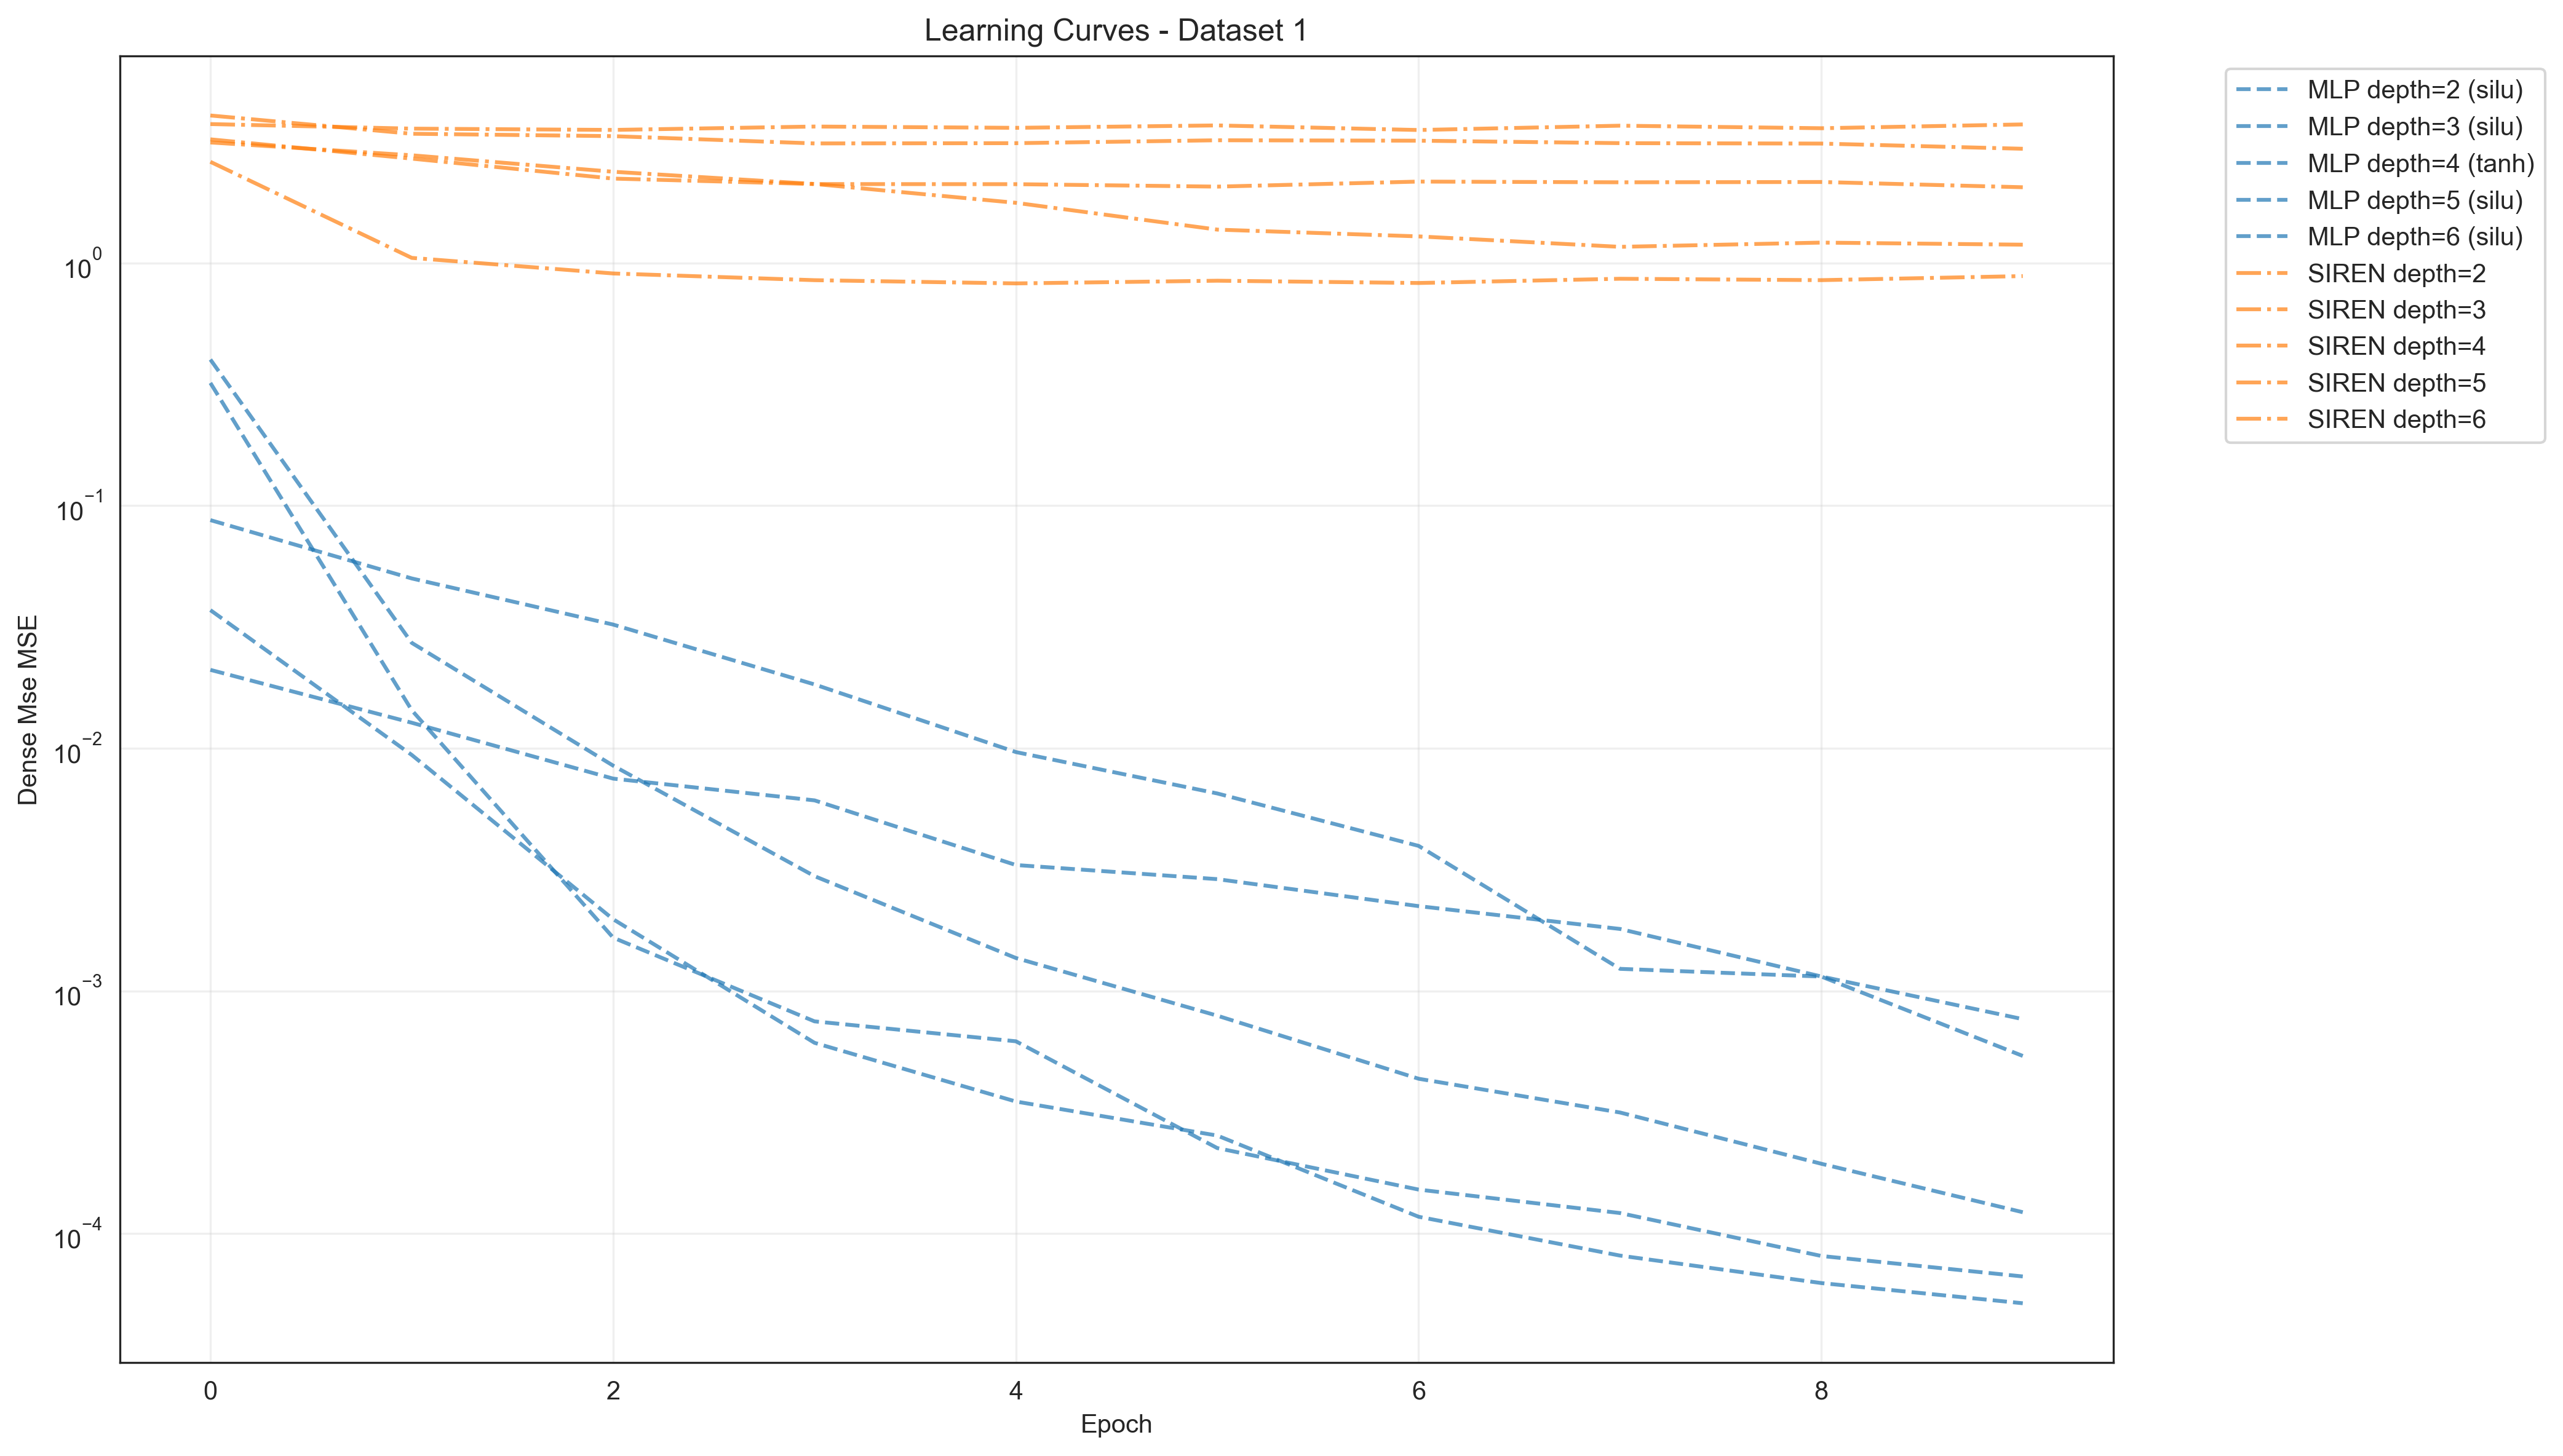 Learning Curves - Dataset 1
Dense Mse MSE
10⁰
10⁻¹
10⁻²
10⁻³
10⁻⁴
0 2 4 6 8
Epoch
MLP depth=2 (silu)
MLP depth=3 (silu)
MLP depth=4 (tanh)
MLP depth=5 (silu)
MLP depth=6 (silu)
SIREN depth=2
SIREN depth=3
SIREN depth=4
SIREN depth=5
SIREN depth=6